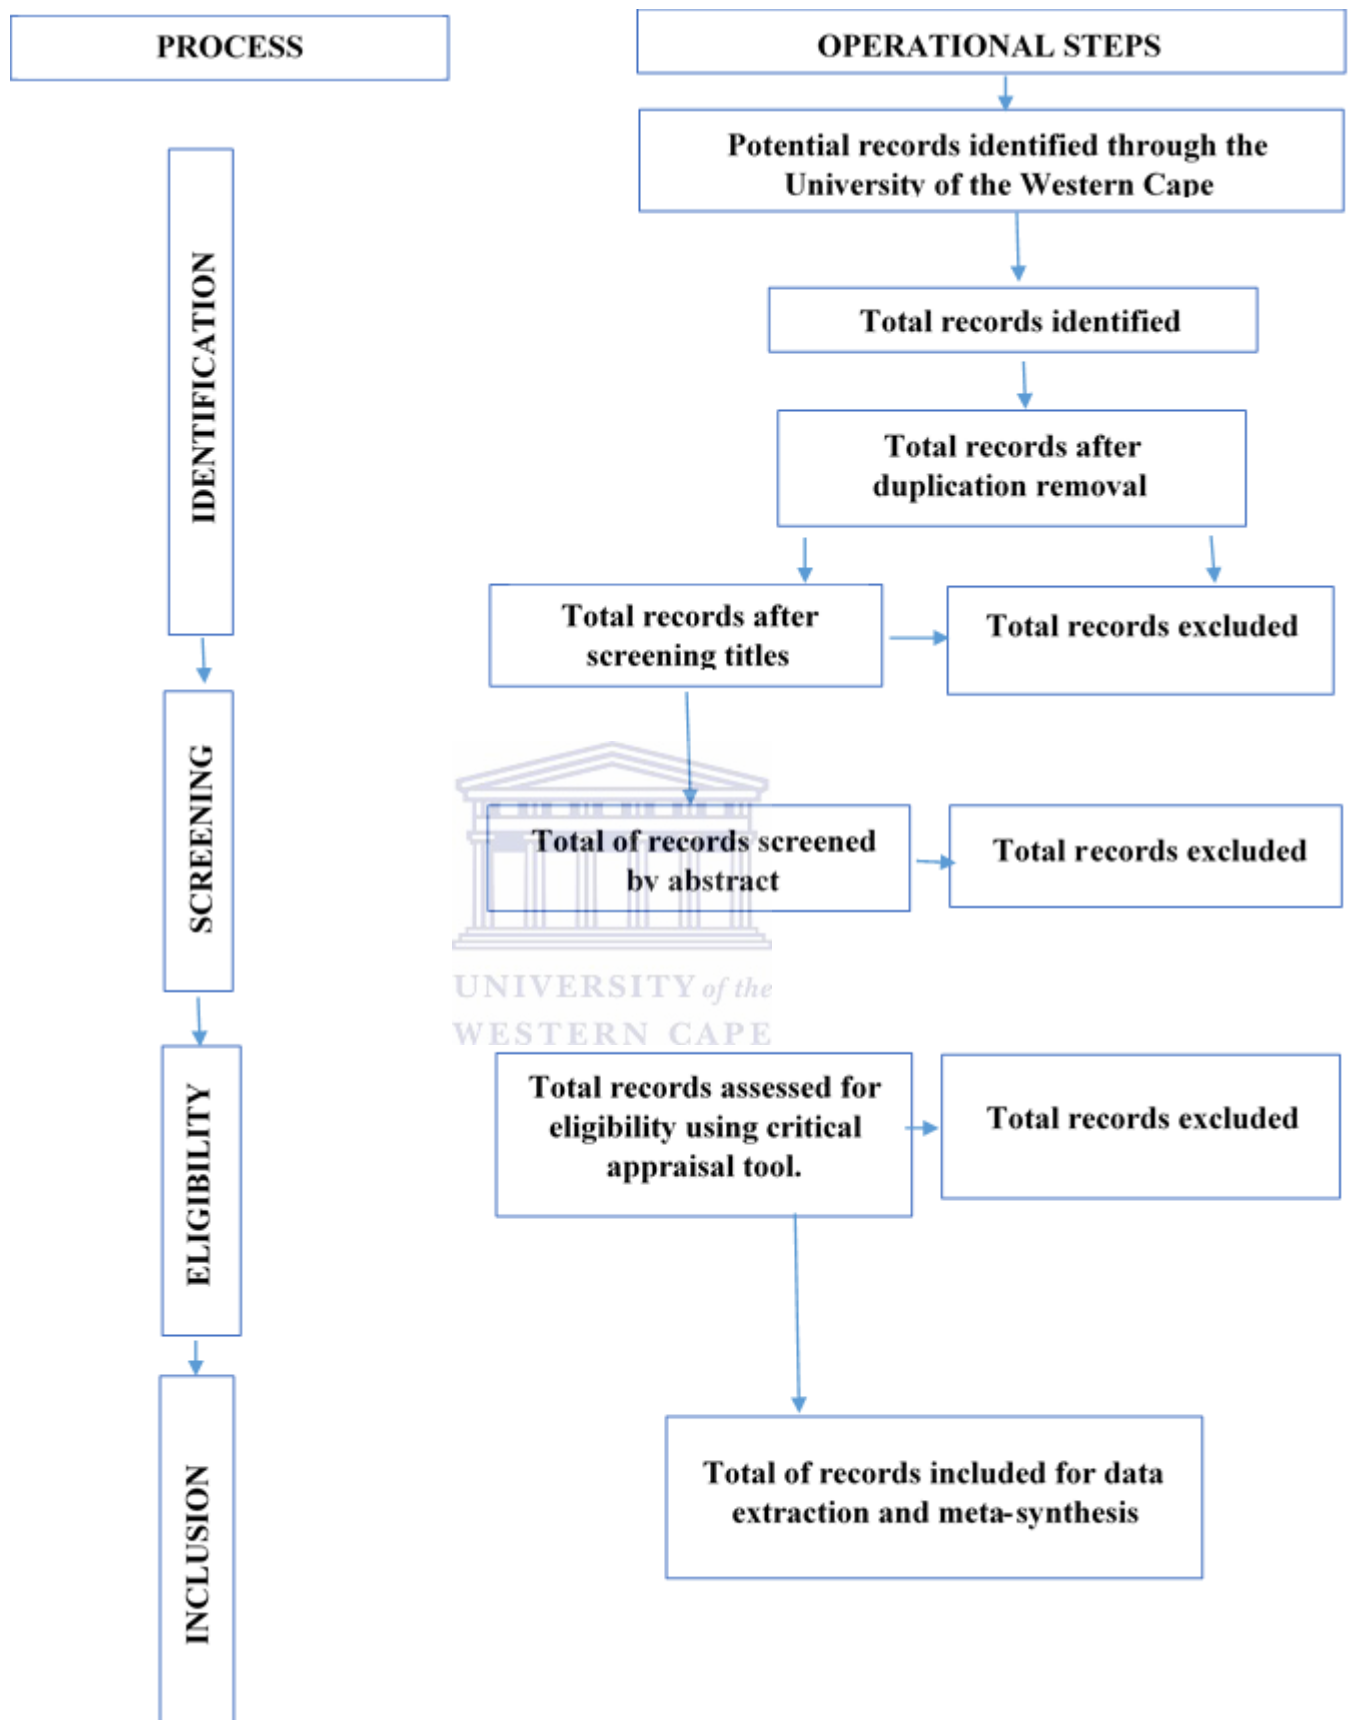 PROCESS
OPERATIONAL STEPS
Potential records identified through the
University of the Western Cape
IDENTIFICATION
Total records identified
Total records after
duplication removal
Total records after
screening titles
Total records excluded
SCREENING
Total of records screened
by abstract
Total records excluded
UNIVERSITY of the
WESTERN CAPE
ELIGIBILITY
Total records assessed for
eligibility using critical
appraisal tool.
Total records excluded
INCLUSION
Total of records included for data
extraction and meta-synthesis